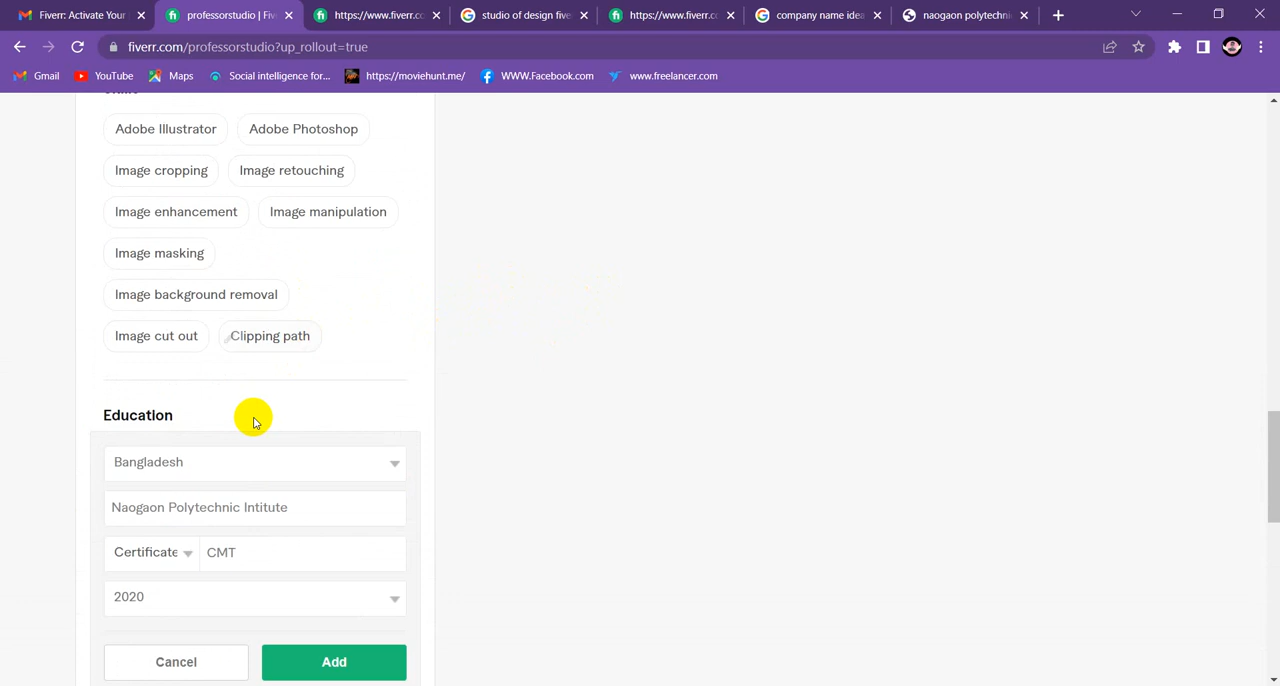 Fiverr: Activate Your
professorstudio | Five
https://www.fiverr.co
studio of design five
https://www.fiverr.cc
company name idea
naogaon polytechni
fiverr.com/professorstudio?up_rollout=true
Gmail
YouTube
Maps
Social intelligence for...
https://moviehunt.me/
WWW.Facebook.com
www.freelancer.com
Adobe Illustrator
Adobe Photoshop
Image cropping
Image retouching
Image enhancement
Image manipulation
Image masking
Image background removal
Image cut out
Clipping path
Education
Bangladesh
Naogaon Polytechnic Intitute
Certificate
CMT
2020
Cancel
Add